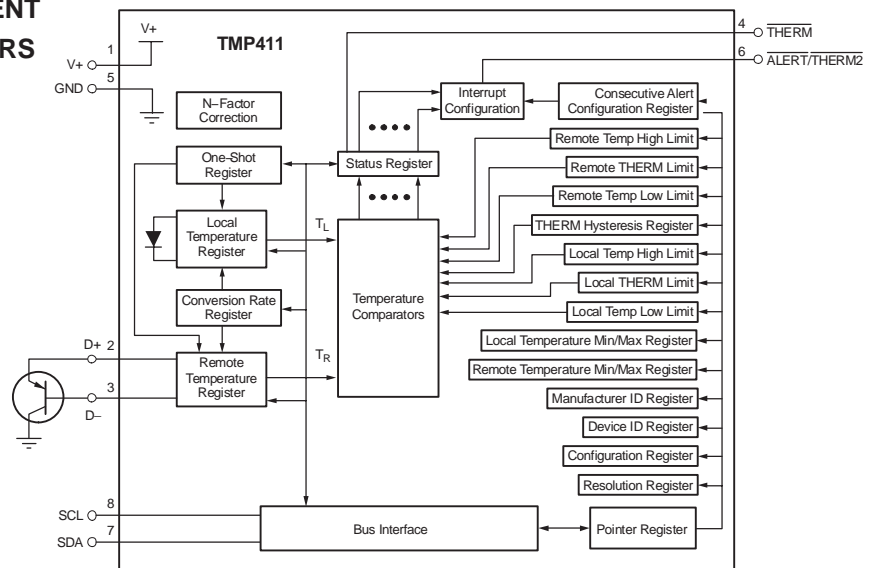 ENT
RS
TMP411
V+
1
V+
5
GND
4
THERM
6
ALERT/THERM2
N–Factor
Correction
Interrupt
Configuration
Consecutive Alert
Configuration Register
One-Shot
Register
Status Register
Remote Temp High Limit
Remote THERM Limit
Remote Temp Low Limit
THERM Hysteresis Register
Local Temp High Limit
Local THERM Limit
Local Temp Low Limit
Local Temperature Min/Max Register
Remote Temperature Min/Max Register
Manufacturer ID Register
Device ID Register
Configuration Register
Resolution Register
Local
Temperature
Register
TL
Conversion Rate
Register
Temperature
Comparators
D+ 2
Remote
Temperature
Register
TR
3
D–
8
SCL
7
SDA
Bus Interface
Pointer Register